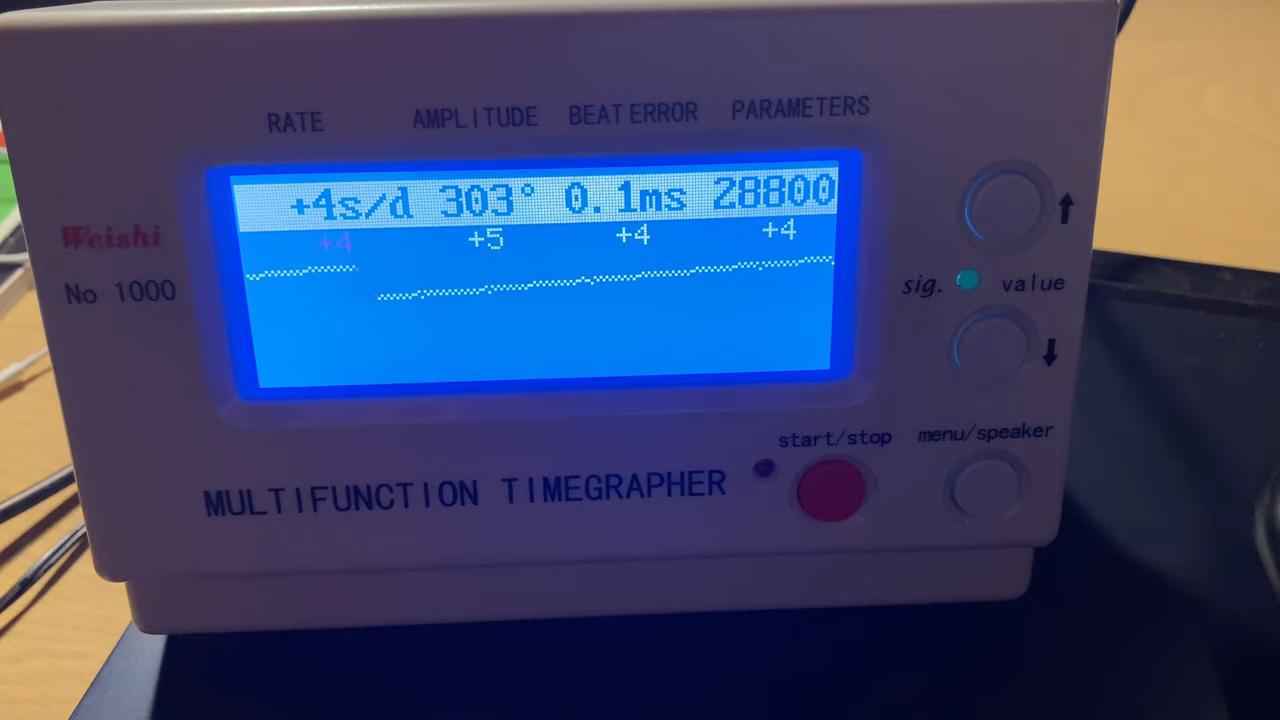 RATE AMPLITUDE BEAT ERROR PARAMETERS
+4s/d 303° 0.1ms 28800
+4 +5 +4 +4
Weishi
No 1000
sig. value
start/stop menu/speaker
MULTIFUNCTION TIMEGRAPHER